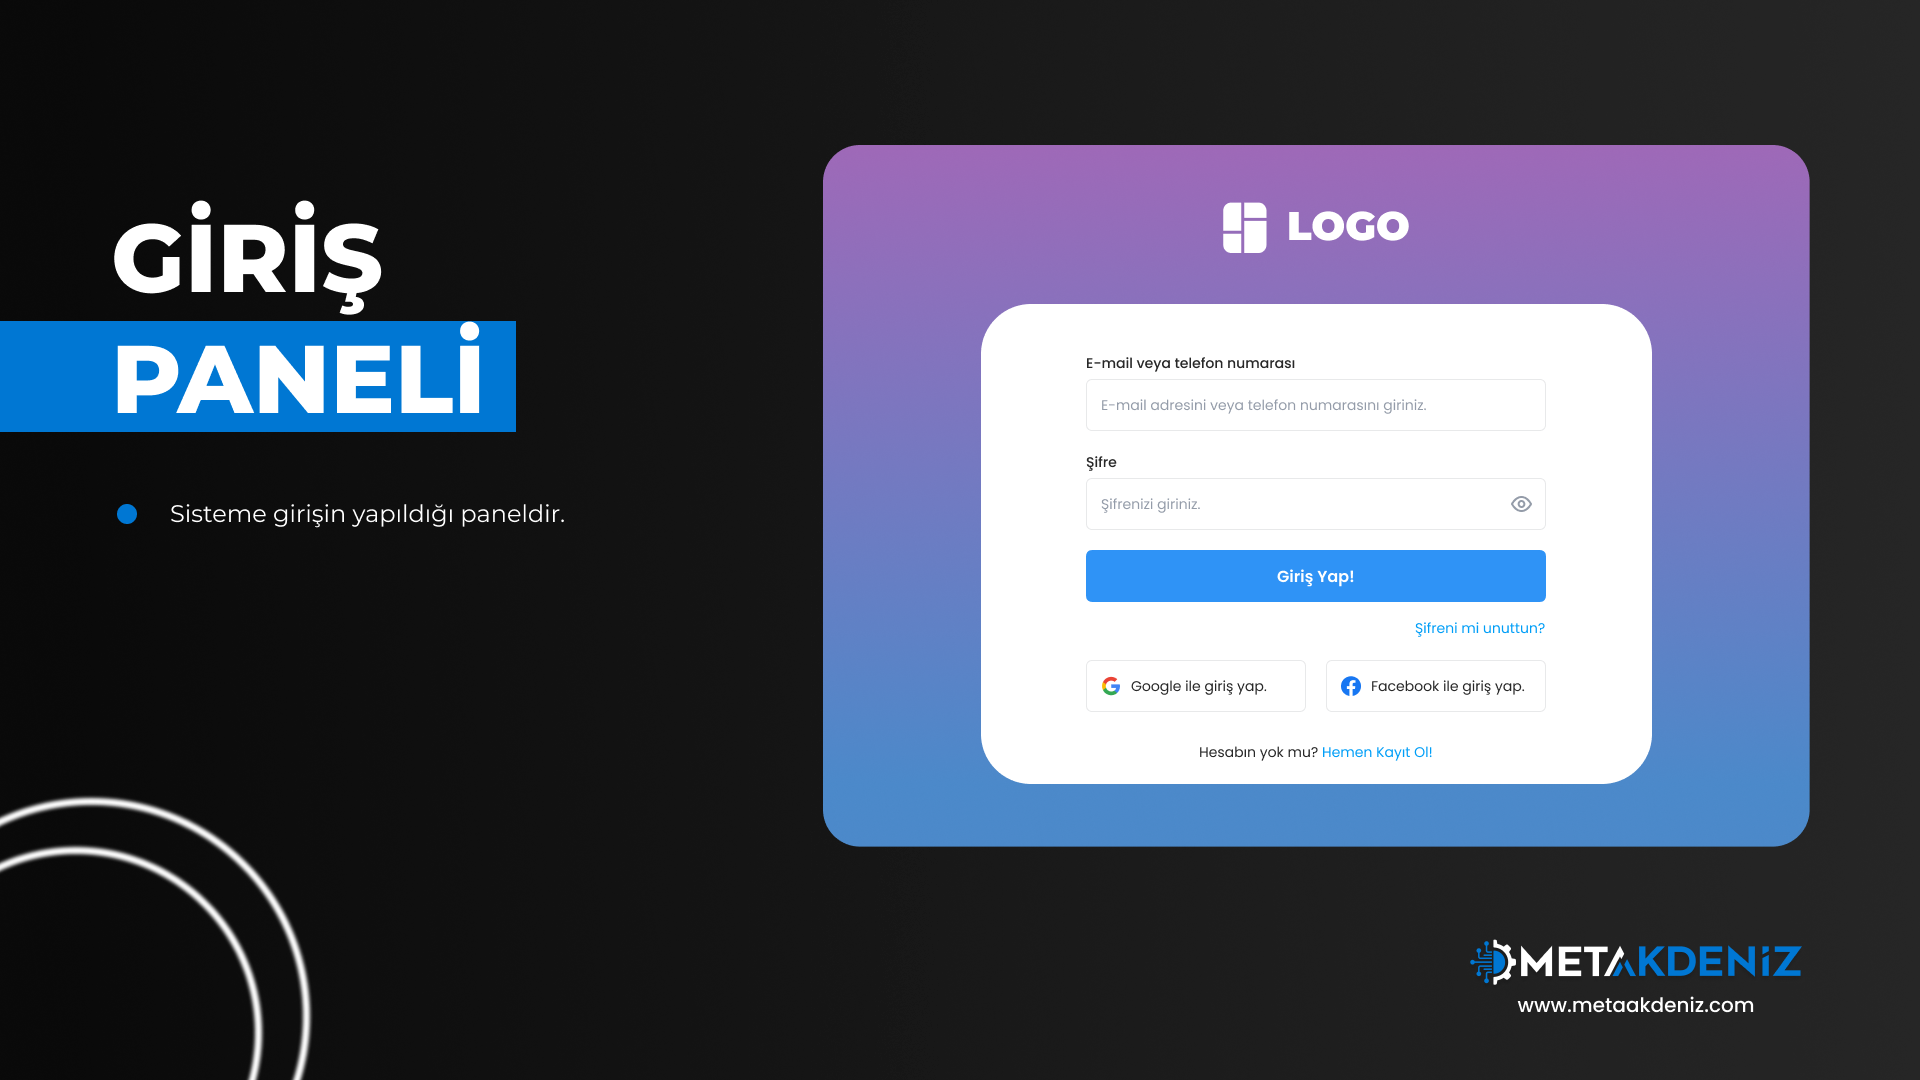 GİRİŞ
PANELİ
Sisteme girişin yapıldığı paneldir.
LOGO
E-mail veya telefon numarası
E-mail adresini veya telefon numarasını giriniz.
Şifre
Şifrenizi giriniz.
Giriş Yap!
Şifreni mi unuttun?
Google ile giriş yap.
Facebook ile giriş yap.
Hesabın yok mu? Hemen Kayıt Ol!
METAKDENİZ
www.metaakdeniz.com